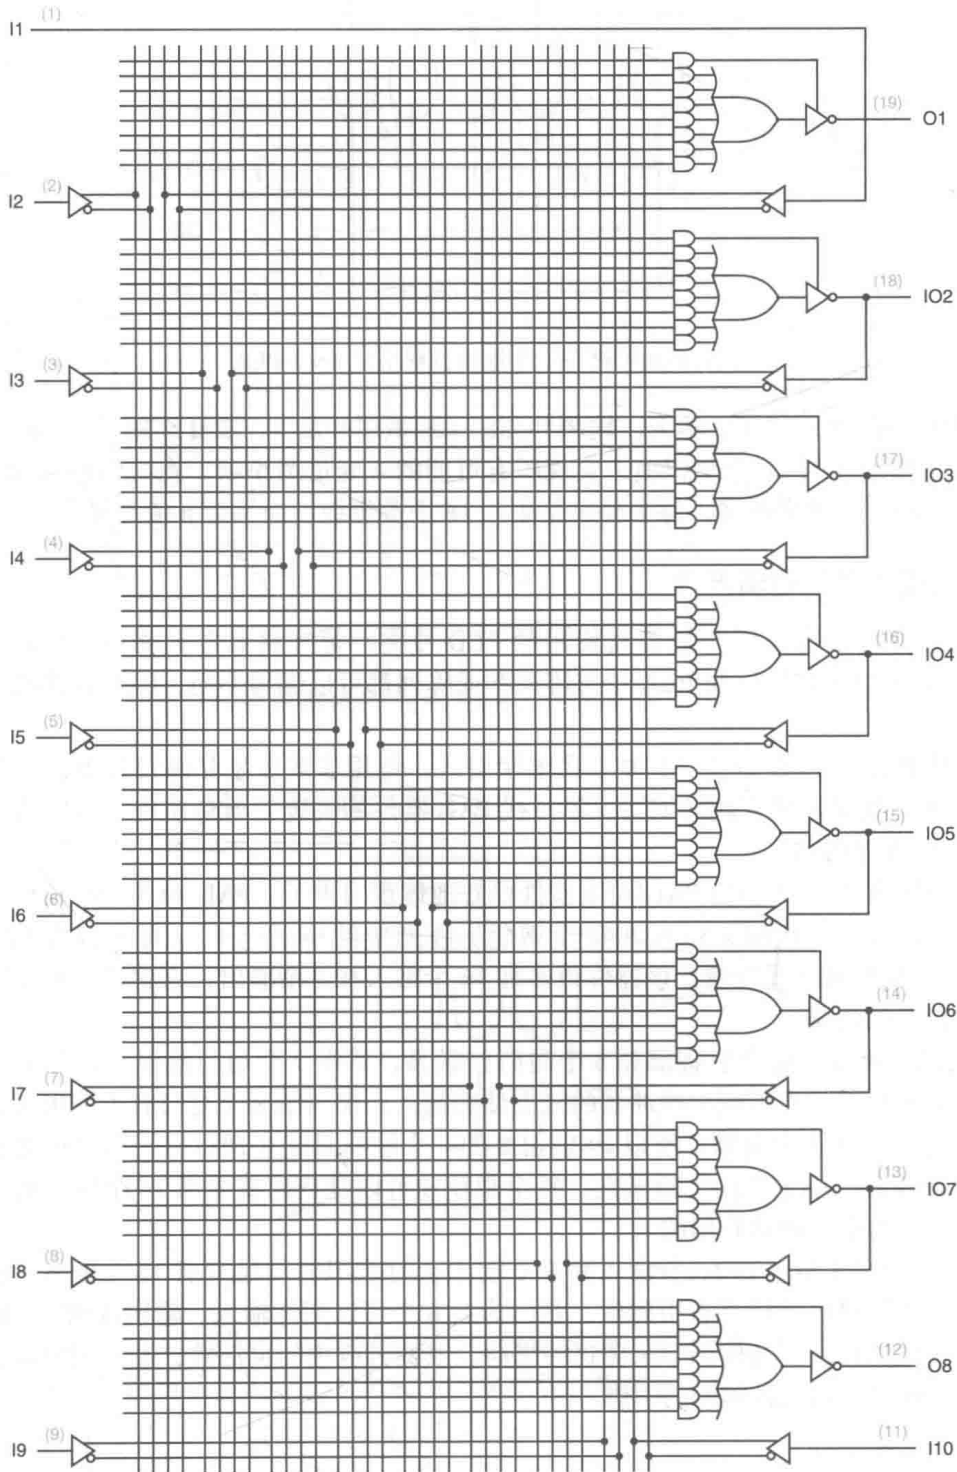 I1 (1)
(19) O1
I2 (2)
(18) IO2
I3 (3)
(17) IO3
I4 (4)
(16) IO4
I5 (5)
(15) IO5
I6 (6)
(14) IO6
I7 (7)
(13) IO7
I8 (8)
(12) O8
I9 (9)
(11) I10